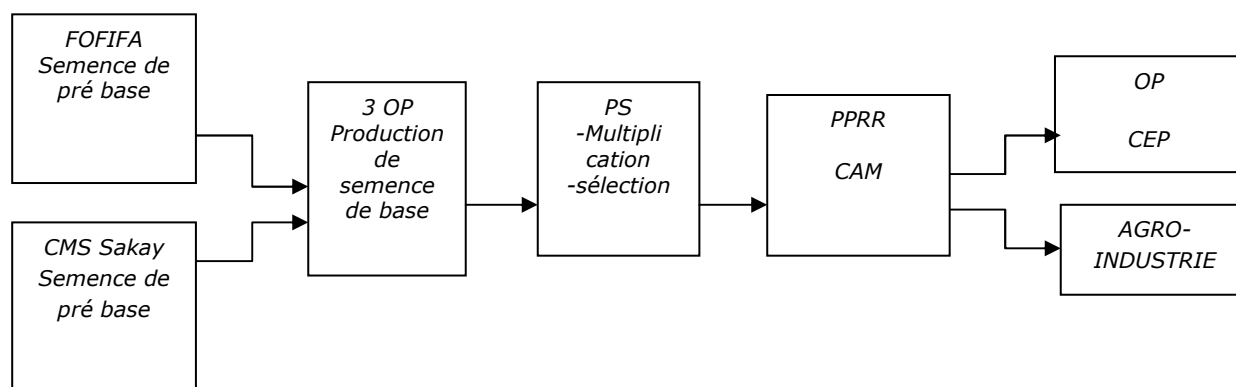 FOFIFA
Semence de
pré base
CMS Sakay
Semence de
pré base
3 OP
Production
de
semence
de base
PS
-Multipli
cation
-sélection
PPRR
CAM
OP
CEP
AGRO-
INDUSTRIE